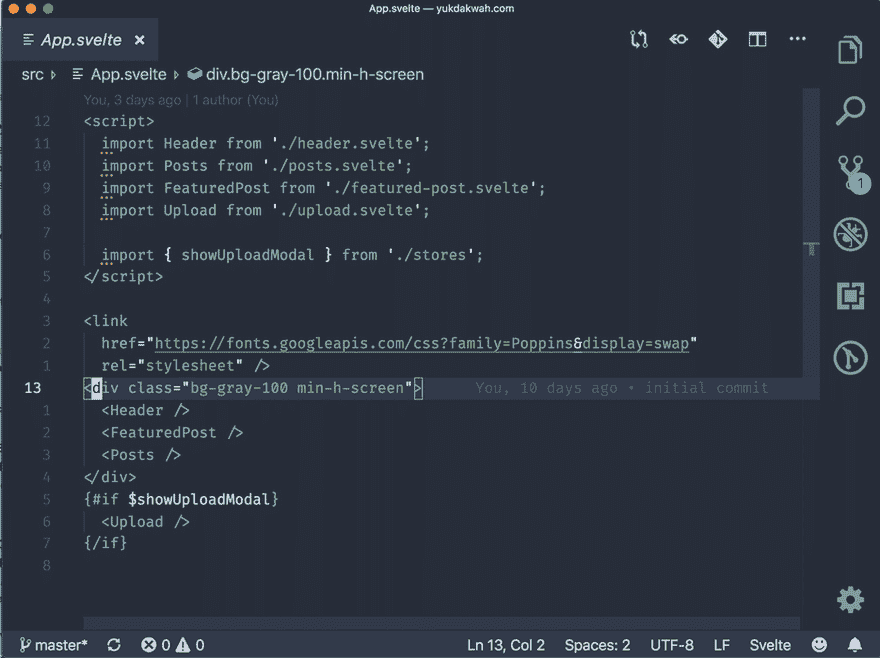 App.svelte — yukdakwah.com
App.svelte ×
src App.svelte div.bg-gray-100.min-h-screen
You, 3 days ago | 1 author (You)
12 <script>
11 import Header from './header.svelte';
10 import Posts from './posts.svelte';
9 import FeaturedPost from './featured-post.svelte';
8 import Upload from './upload.svelte';
7
6 import { showUploadModal } from './stores';
5 </script>
4
3 <link
2 href="https://fonts.googleapis.com/css?family=Poppins&display=swap"
1 rel="stylesheet" />
13 <div class="bg-gray-100 min-h-screen"> You, 10 days ago • initial commit
1 <Header />
2 <FeaturedPost />
3 <Posts />
4 </div>
5 {#if $showUploadModal}
6 <Upload />
7 {/if}
8
1
master* 0 0 Ln 13, Col 2 Spaces: 2 UTF-8 LF Svelte